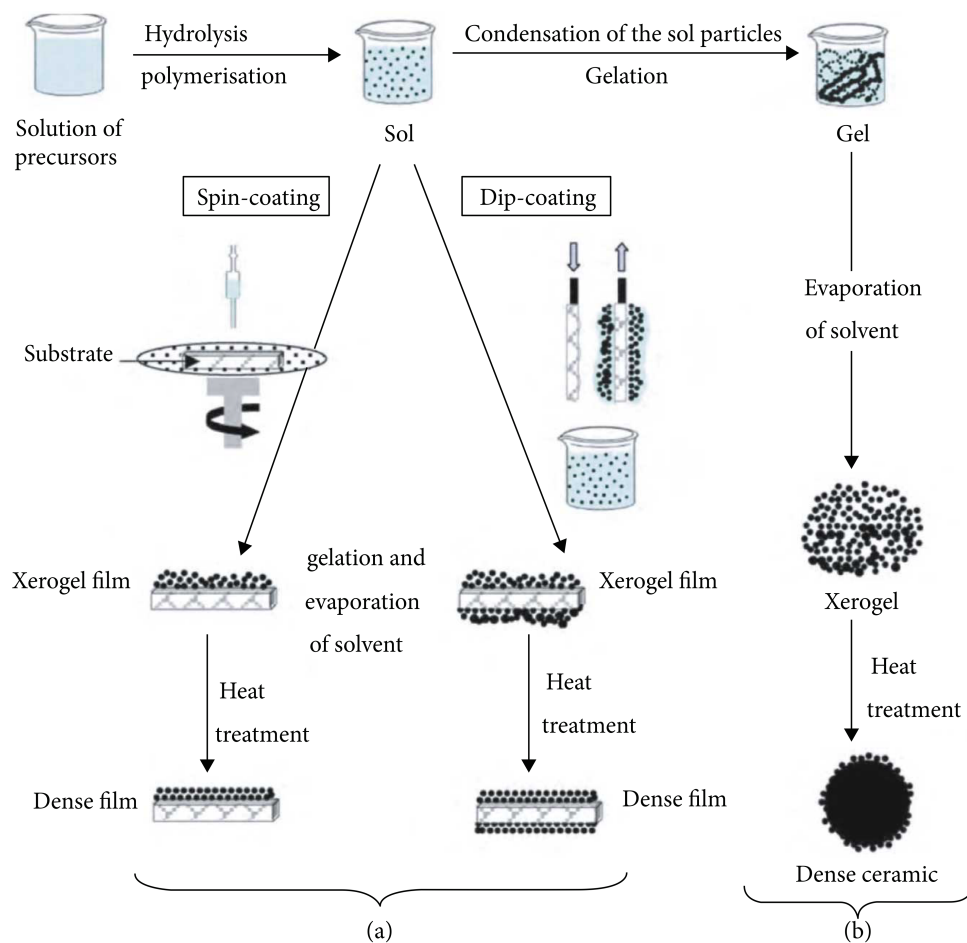 Hydrolysis
polymerisation
Condensation of the sol particles
Gelation
Solution of
precursors
Sol
Gel
Spin-coating
Dip-coating
Substrate
Evaporation
of solvent
Xerogel film
gelation and
evaporation
of solvent
Xerogel film
Xerogel
Heat
treatment
Heat
treatment
Heat
treatment
Dense film
Dense film
Dense ceramic
(a)
(b)